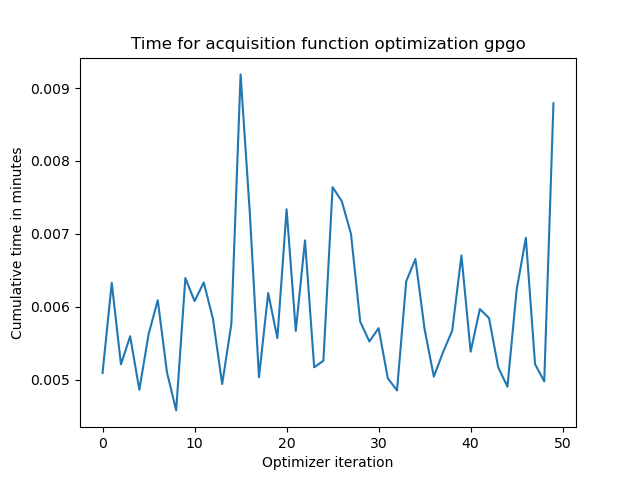 Time for acquisition function optimization gpgo
Cumulative time in minutes
0.009
0.008
0.007
0.006
0.005
0 10 20 30 40 50
Optimizer iteration